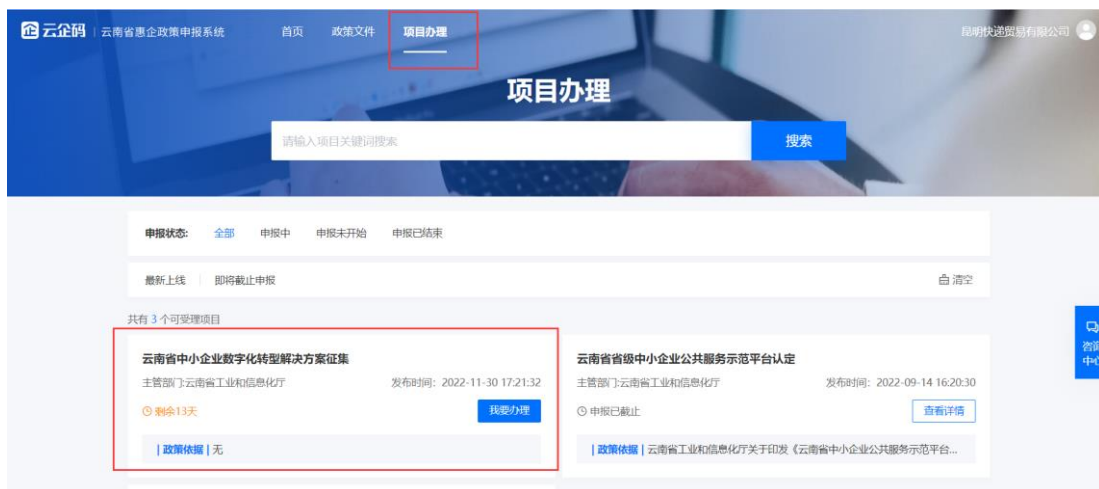 企 云企码 | 云南省惠企政策申报系统 首页 政策文件 项目办理 昆明快递贸易有限公司
项目办理
请输入项目关键词搜索 搜索
申报状态: 全部 申报中 申报未开始 申报已结束
最新上线 | 即将截止申报 清空
共有 3 个可受理项目
云南省中小企业数字化转型解决方案征集
主管部门:云南省工业和信息化厅 发布时间: 2022-11-30 17:21:32
剩余13天 我要办理
| 政策依据 | 无
云南省省级中小企业公共服务示范平台认定
主管部门:云南省工业和信息化厅 发布时间: 2022-09-14 16:20:30
申报已截止 查看详情
| 政策依据 | 云南省工业和信息化厅关于印发《云南省中小企业公共服务示范平台...
咨询
中心